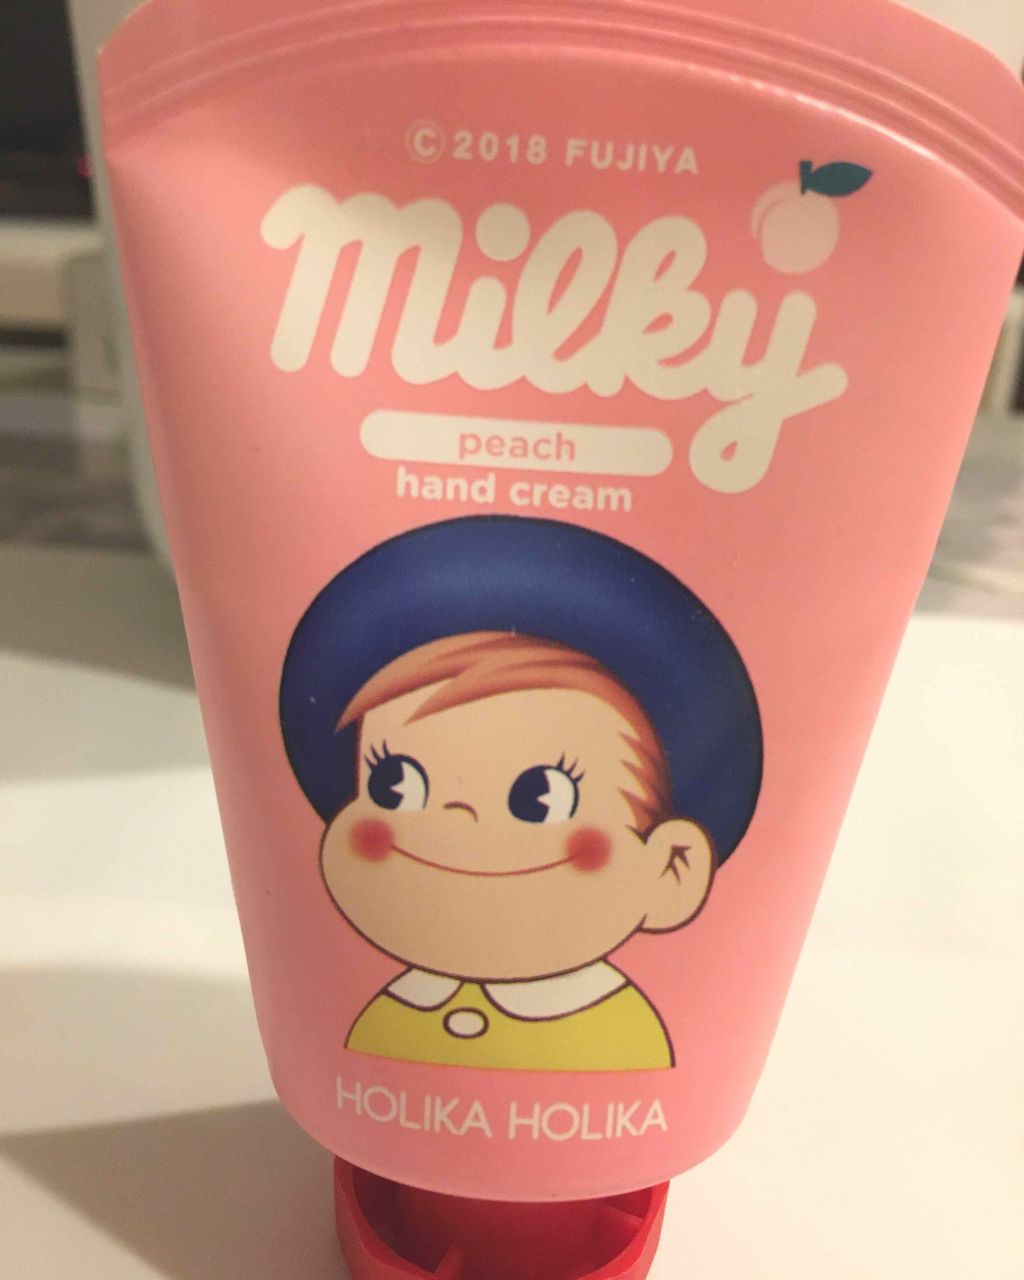 ©2018 FUJIYA
milky
peach
hand cream
HOLIKA HOLIKA